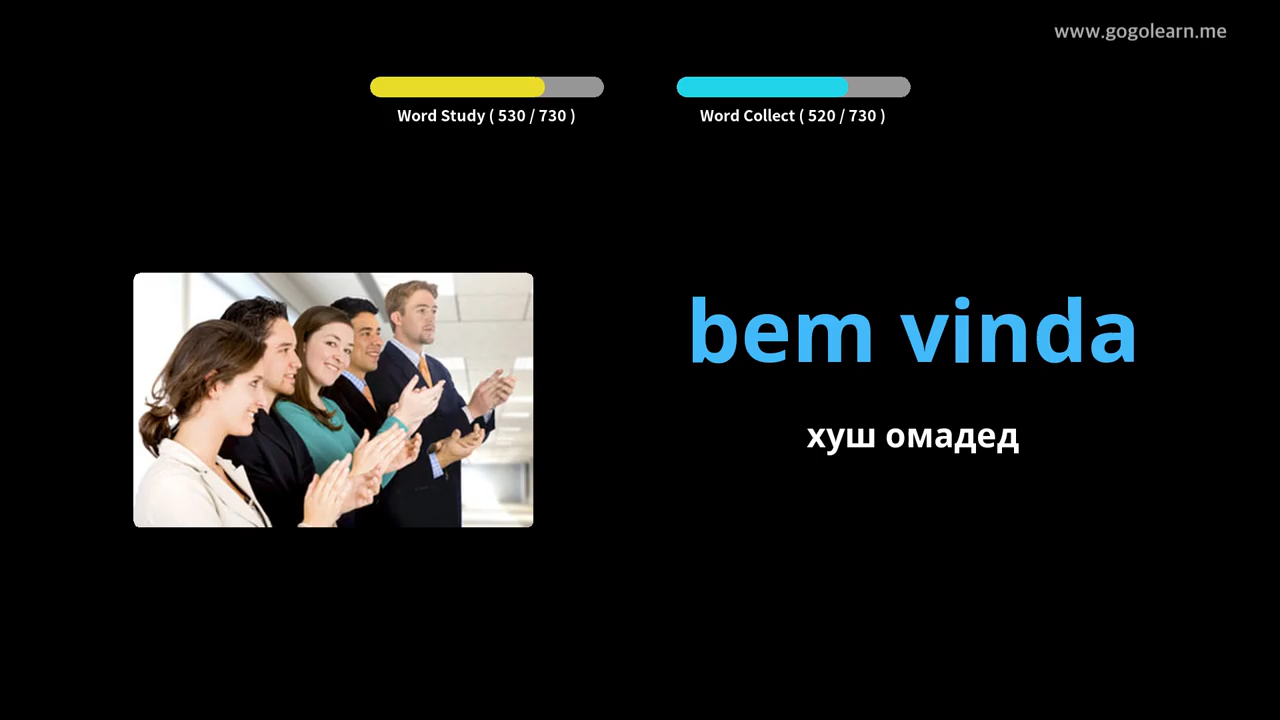 www.gogolearn.me
Word Study ( 530 / 730 )
Word Collect ( 520 / 730 )
bem vinda
хуш омадед